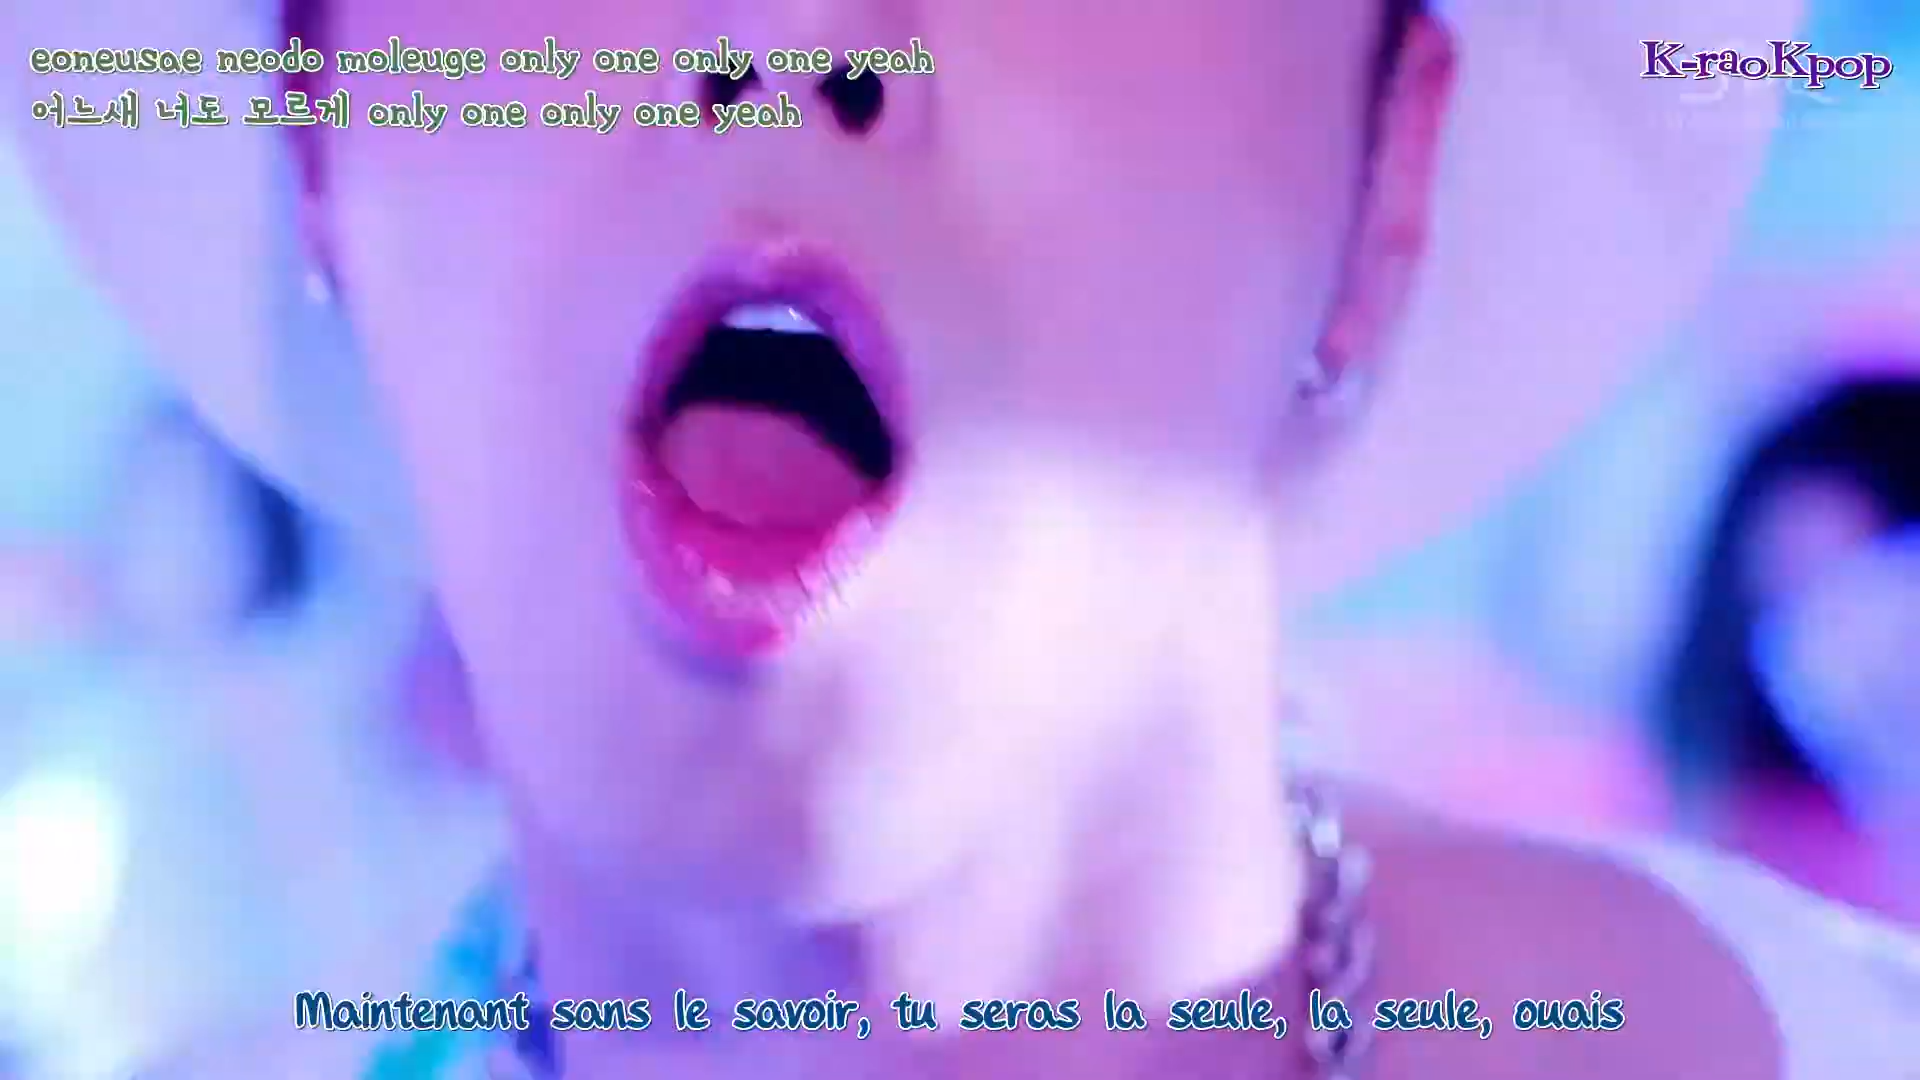 eoneusae neodo moleuge only one only one yeah
K-raoKpop
어느새 너도 모르게 only one only one yeah
Maintenant sans le savoir, tu seras la seule, la seule, ouais